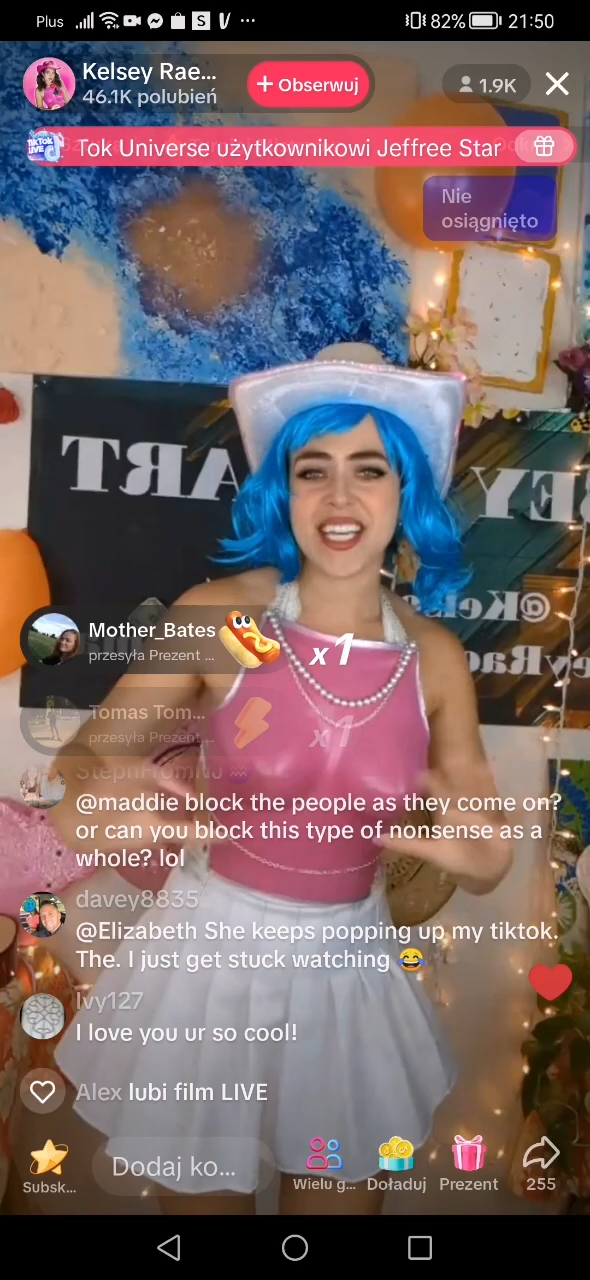 Plus
82%
21:50
Kelsey Rae...
46.1K polubień
+ Obserwuj
1.9K
Tok Universe użytkownikowi Jeffree Star
Nie
osiągnięto
ART
SEY
Mother_Bates
przesyła Prezent ...
x1
Tomas Tom...
przesyła Prezent ...
x1
StephFromNJ
@maddie block the people as they come on?
or can you block this type of nonsense as a
whole? lol
davey8835
@Elizabeth She keeps popping up my tiktok.
The. I just get stuck watching 😂
Ivy127
I love you ur so cool!
Alex lubi film LIVE
Subsk...
Dodaj ko...
Wielu g...
Doładuj
Prezent
255